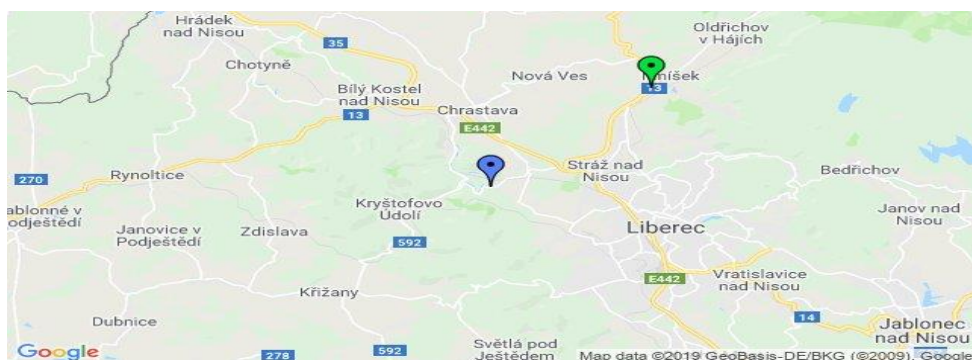 Hrádek
nad Nisou
Oldřichov
v Hájích
35
Chotyně
Nová Ves
13
Bílý Kostel
nad Nisou
Chrastava
13
E442
270
Rynoltice
Stráž nad
Nisou
Bedřichov
Kryštofovo
Údolí
Janov nad
Nisou
Janovice v
Podještědí
Zdislava
592
Liberec
E442
Vratislavice
nad Nisou
Křižany
Dubnice
14
Jablonec
nad Nisou
Světlá pod
Ještědem
Google
278
592
Map data ©2019 GeoBasis-DE/BKG (©2009), Google